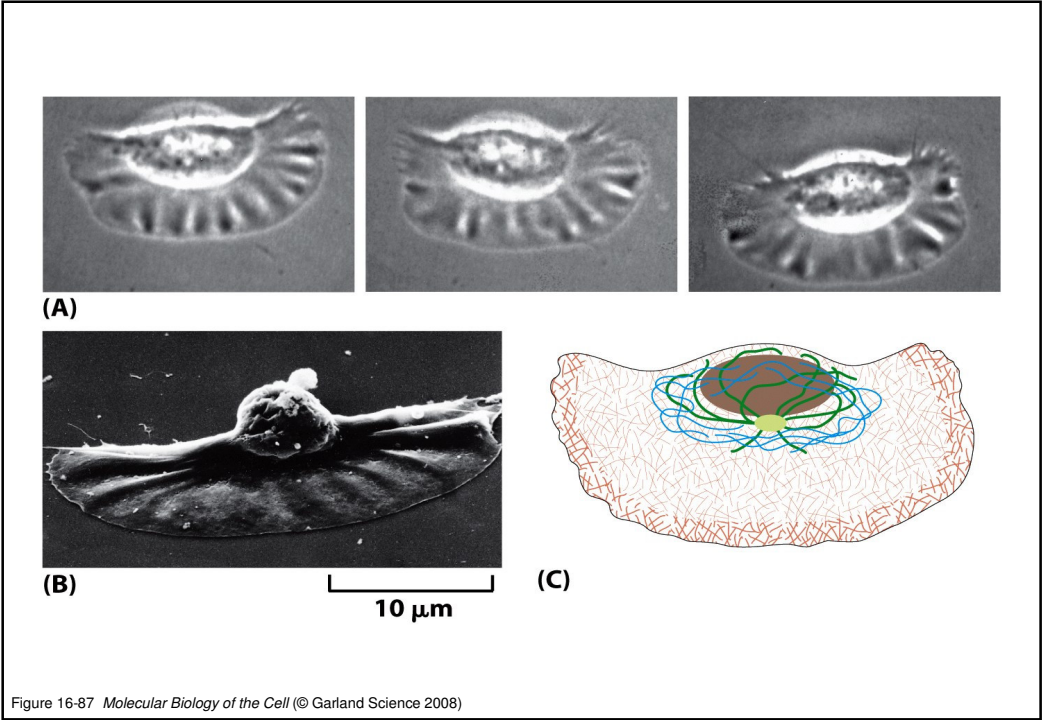 (A)
(B)
10 μm
(C)
Figure 16-87 Molecular Biology of the Cell (© Garland Science 2008)